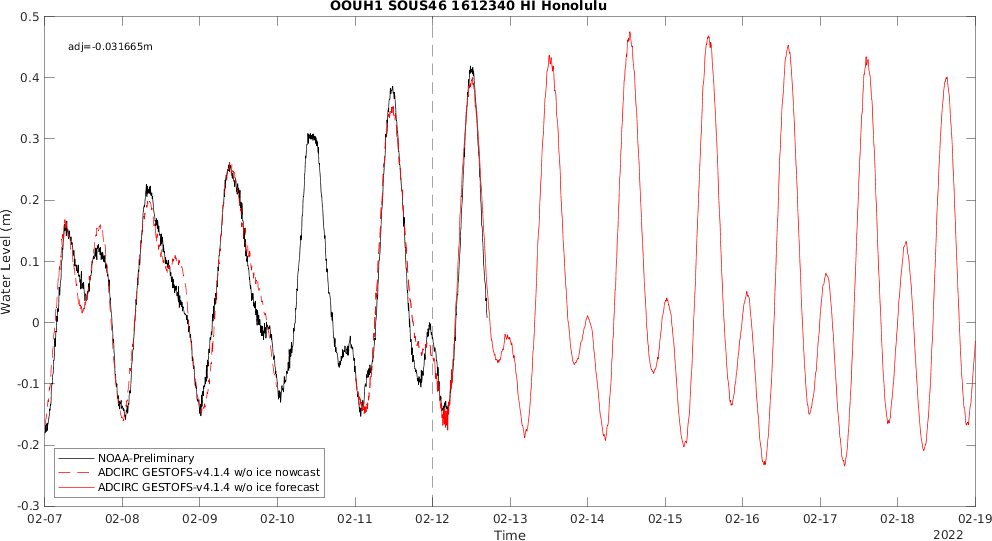 OOUH1 SOUS46 1612340 HI Honolulu
adj=-0.031665m
Water Level (m)
0.5
0.4
0.3
0.2
0.1
0
-0.1
-0.2
-0.3
NOAA-Preliminary
ADCIRC GESTOFS-v4.1.4 w/o ice nowcast
ADCIRC GESTOFS-v4.1.4 w/o ice forecast
02-07 02-08 02-09 02-10 02-11 02-12 02-13 02-14 02-15 02-16 02-17 02-18 02-19
Time
2022